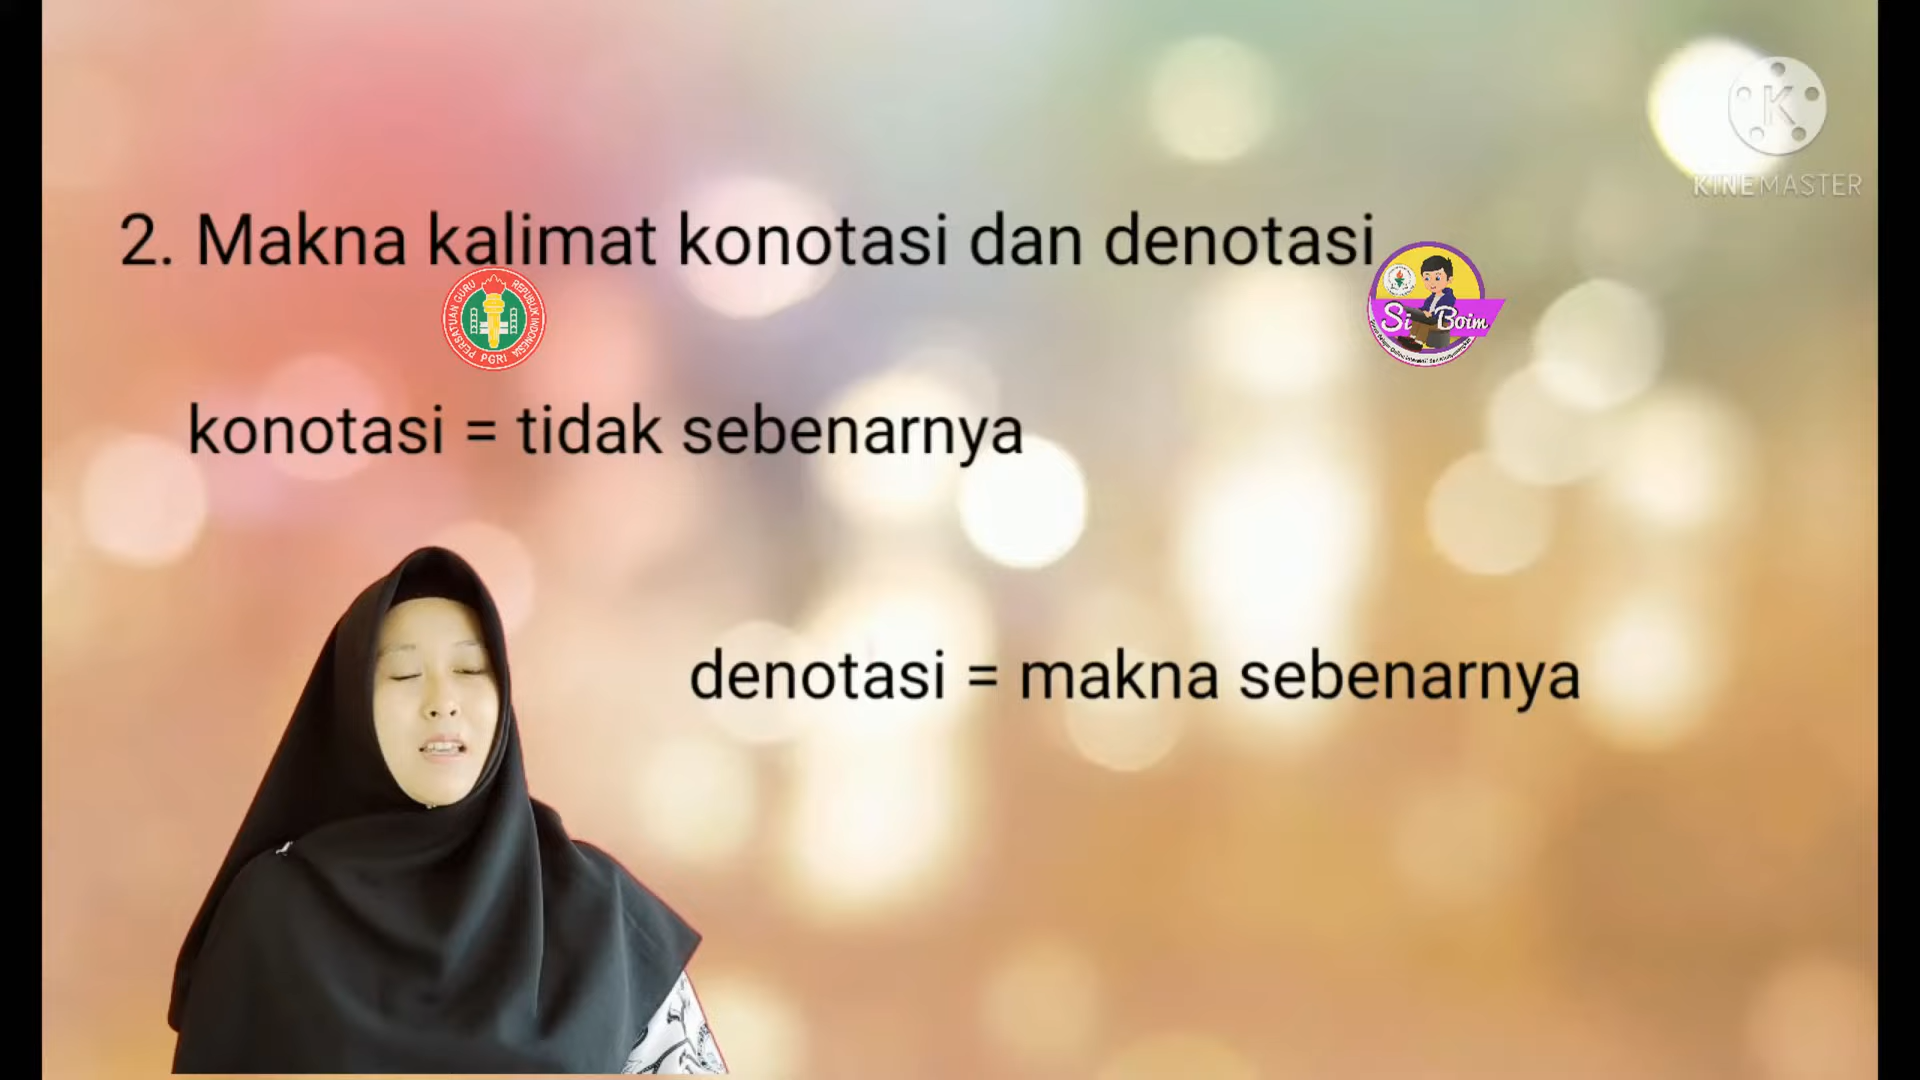 KINEMASTER
2. Makna kalimat konotasi dan denotasi
PERSATUAN GURU REPUBLIK INDONESIA
PGRI
Si Boim
konotasi = tidak sebenarnya
denotasi = makna sebenarnya